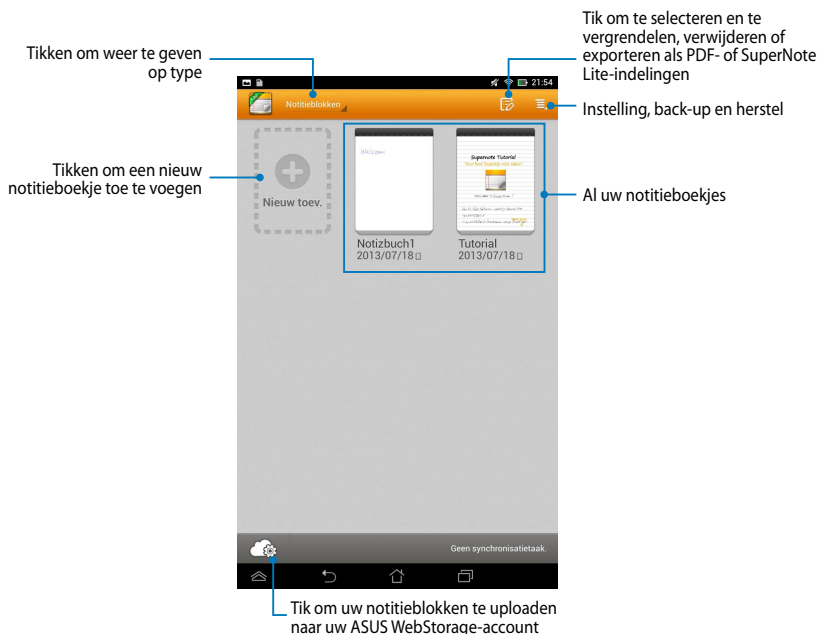 Tik om te selecteren en te
vergrendelen, verwijderen of
exporteren als PDF- of SuperNote
Lite-indelingen
Tikken om weer te geven
op type
21:54
Notitieblokken
Instelling, back-up en herstel
Tikken om een nieuw
notitieboekje toe te voegen
Nieuw toev.
Welcom
Supernote Tutorial
Al uw notitieboekjes
Notizbuch1
2013/07/18
Tutorial
2013/07/18
Geen synchronisatietaak.
Tik om uw notitieblokken te uploaden
naar uw ASUS WebStorage-account